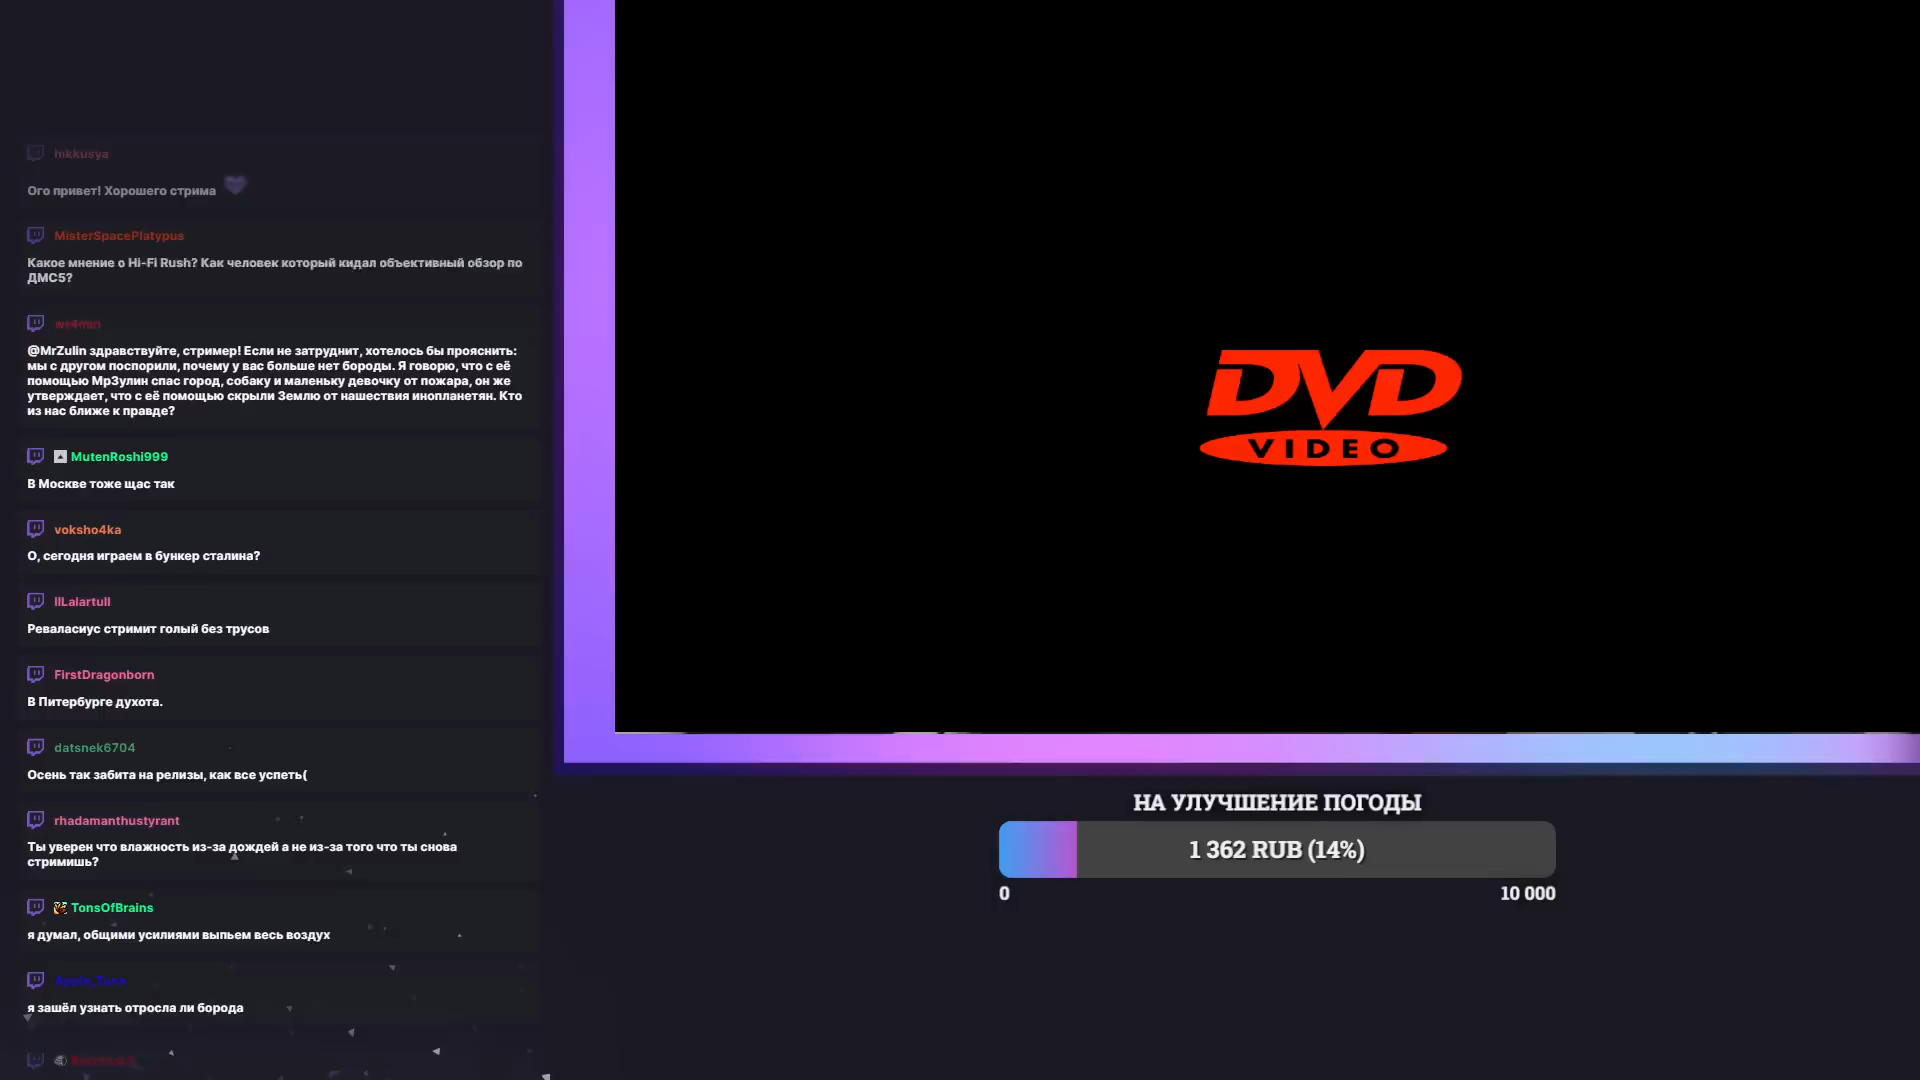 hikkusya
Ого привет! Хорошего стрима
MisterSpacePlatypus
Какое мнение о Hi-Fi Rush? Как человек который кидал объективный обзор по
ДМС5?
@MrZulin здравствуйте, стример! Если не затруднит, хотелось бы прояснить:
мы с другом поспорили, почему у вас больше нет бороды. Я говорю, что с её
помощью МрЗулин спас город, собаку и маленьку девочку от пожара, он же
утверждает, что с её помощью скрыли Землю от нашествия инопланетян. Кто
из нас ближе к правде?
MutenRoshi999
В Москве тоже щас так
voksho4ka
О, сегодня играем в бункер сталина?
llLalartull
Реваласиус стримит голый без трусов
FirstDragonborn
В Питербурге духота.
datsnek6704
Осень так забита на релизы, как все успеть(
rhadamanthustyrant
Ты уверен что влажность из-за дождей а не из-за того что ты снова
стримишь?
TonsOfBrains
я думал, общими усилиями выпьем весь воздух
я зашёл узнать отросла ли борода
DVD
VIDEO
НА УЛУЧШЕНИЕ ПОГОДЫ
1 362 RUB (14%)
0
10 000